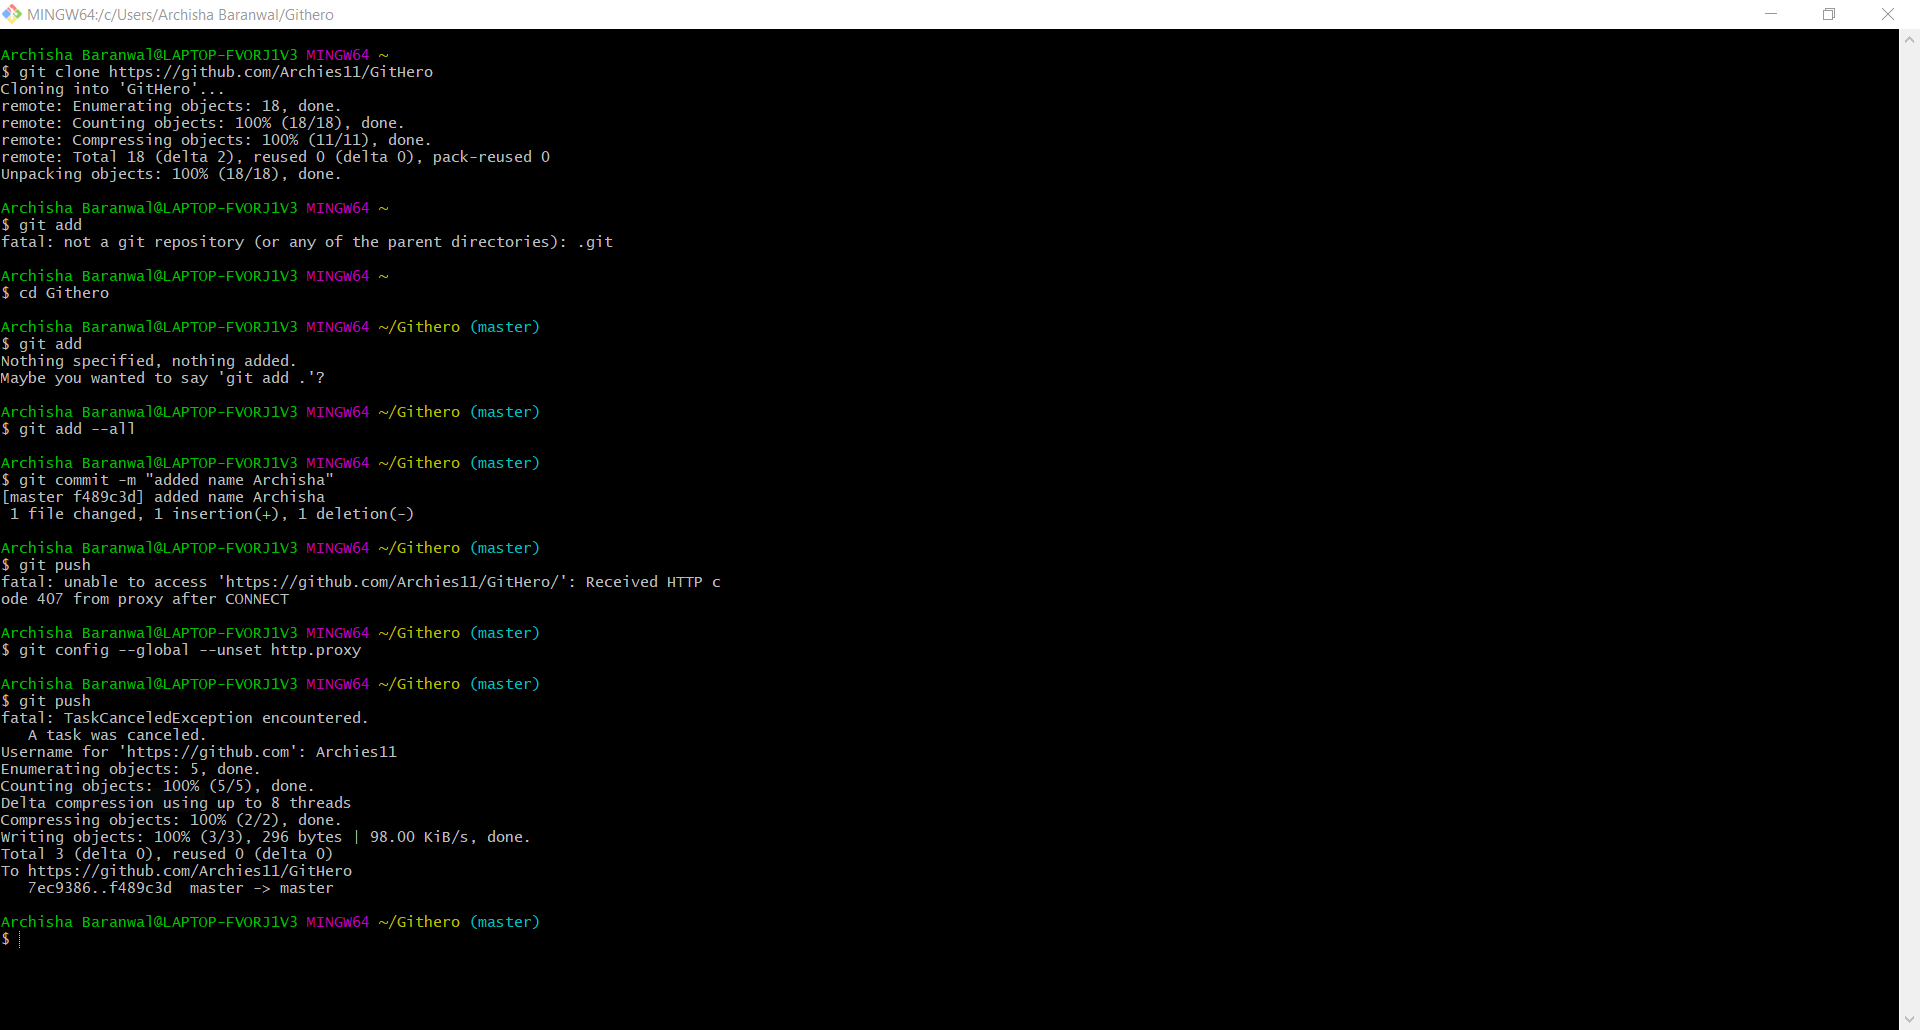 MINGW64:/c/Users/Archisha Baranwal/Githero
Archisha Baranwal@LAPTOP-FVORJ1V3 MINGW64 ~
$ git clone https://github.com/Archies11/GitHero
Cloning into 'GitHero'...
remote: Enumerating objects: 18, done.
remote: Counting objects: 100% (18/18), done.
remote: Compressing objects: 100% (11/11), done.
remote: Total 18 (delta 2), reused 0 (delta 0), pack-reused 0
Unpacking objects: 100% (18/18), done.
Archisha Baranwal@LAPTOP-FVORJ1V3 MINGW64 ~
$ git add
fatal: not a git repository (or any of the parent directories): .git
Archisha Baranwal@LAPTOP-FVORJ1V3 MINGW64 ~
$ cd Githero
Archisha Baranwal@LAPTOP-FVORJ1V3 MINGW64 ~/Githero (master)
$ git add
Nothing specified, nothing added.
Maybe you wanted to say 'git add .'?
Archisha Baranwal@LAPTOP-FVORJ1V3 MINGW64 ~/Githero (master)
$ git add --all
Archisha Baranwal@LAPTOP-FVORJ1V3 MINGW64 ~/Githero (master)
$ git commit -m "added name Archisha"
[master f489c3d] added name Archisha
 1 file changed, 1 insertion(+), 1 deletion(-)
Archisha Baranwal@LAPTOP-FVORJ1V3 MINGW64 ~/Githero (master)
$ git push
fatal: unable to access 'https://github.com/Archies11/GitHero/': Received HTTP c
ode 407 from proxy after CONNECT
Archisha Baranwal@LAPTOP-FVORJ1V3 MINGW64 ~/Githero (master)
$ git config --global --unset http.proxy
Archisha Baranwal@LAPTOP-FVORJ1V3 MINGW64 ~/Githero (master)
$ git push
fatal: TaskCanceledException encountered.
   A task was canceled.
Username for 'https://github.com': Archies11
Enumerating objects: 5, done.
Counting objects: 100% (5/5), done.
Delta compression using up to 8 threads
Compressing objects: 100% (2/2), done.
Writing objects: 100% (3/3), 296 bytes | 98.00 KiB/s, done.
Total 3 (delta 0), reused 0 (delta 0)
To https://github.com/Archies11/GitHero
   7ec9386..f489c3d  master -> master
Archisha Baranwal@LAPTOP-FVORJ1V3 MINGW64 ~/Githero (master)
$